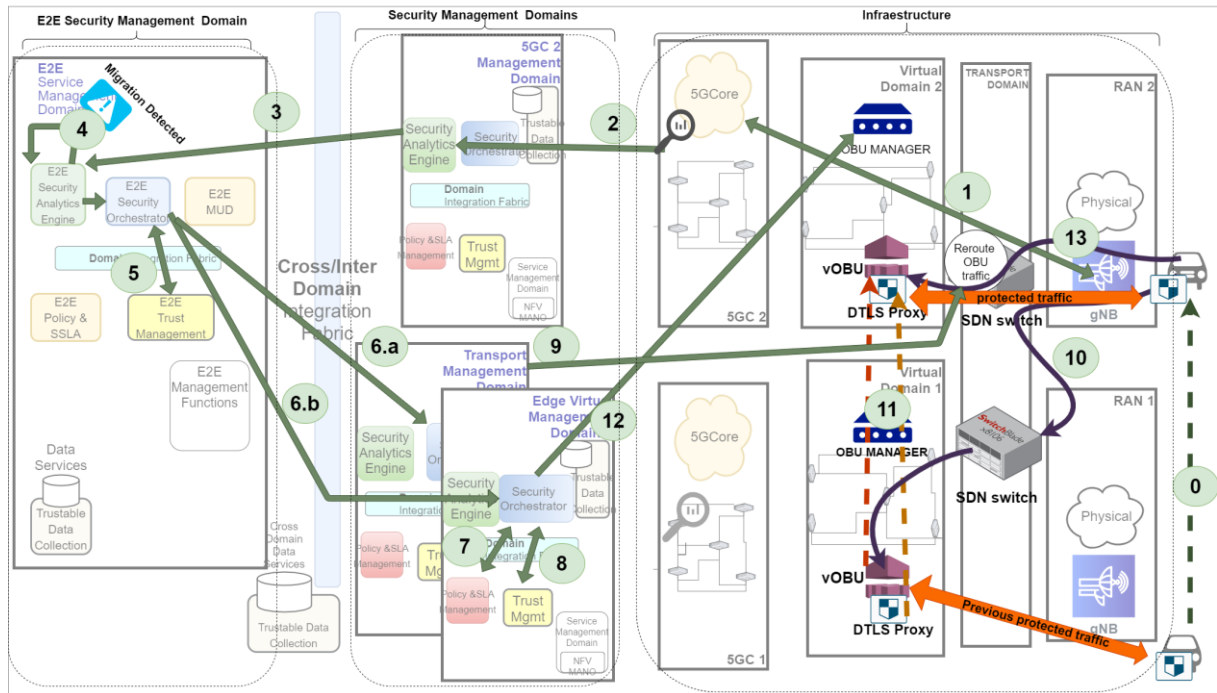 E2E Security Management Domain
Security Management Domains
Infraestructure
E2E
Service
Management
Domain
Migration Detected
4
3
E2E
Security
Analytics
Engine
E2E
Security
Orchestrator
E2E
MUD
Domain Integration Fabric
5
E2E
Policy &
SSLA
E2E
Trust
Management
E2E
Management
Functions
6.b
Data
Services
Trustable
Data
Collection
Cross
Domain
Data
Services
Trustable Data
Collection
Cross/Inter
Domain
Integration
Fabric
5GC 2
Management
Domain
Trustable
Data
Collection
2
Security
Analytics
Engine
Security
Orchestrator
Domain
Integration Fabric
Policy &SLA
Management
Trust
Mgmt
Service
Management
Domain
NFV
MANO
6.a
9
Transport
Management
Domain
Edge Virtual
Management
Domain
12
Security
Analytics
Engine
Security
Analytics
Engine
Security
Orchestrator
Trustable
Data
Collection
7
8
Domain
Policy &SLA
Management
Policy &SLA
Management
Trust
Mgmt
Service
Management
Domain
NFV
MANO
5GCore
5GC 2
5GCore
5GC 1
Virtual
Domain 2
OBU MANAGER
1
vOBU
DTLS Proxy
TRANSPORT
DOMAIN
Reroute
OBU
traffic
SDN switch
protected traffic
RAN 2
Physical
13
gNB
10
Virtual
Domain 1
11
OBU MANAGER
SwitchBlade
x8106
SDN switch
vOBU
DTLS Proxy
RAN 1
Physical
gNB
Previous protected traffic
0